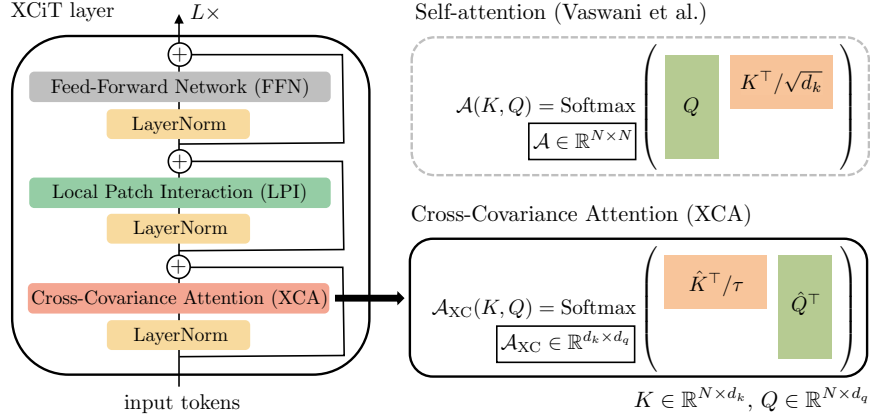 XCiT layer
L×
Feed-Forward Network (FFN)
LayerNorm
Local Patch Interaction (LPI)
LayerNorm
Cross-Covariance Attention (XCA)
LayerNorm
input tokens
Self-attention (Vaswani et al.)
𝒜(K, Q) = Softmax ( Q K^⊤/√d_k )
𝒜 ∈ ℝ^{N×N}
Cross-Covariance Attention (XCA)
𝒜_XC(K, Q) = Softmax ( K̂^⊤/τ Q̂^⊤ )
𝒜_XC ∈ ℝ^{d_k×d_q}
K ∈ ℝ^{N×d_k}, Q ∈ ℝ^{N×d_q}